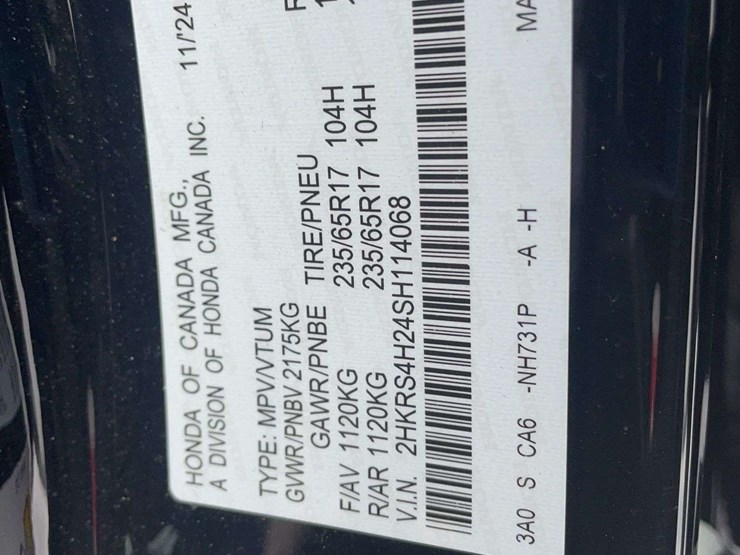 HONDA OF CANADA MFG., 11/'24
A DIVISION OF HONDA CANADA INC.
TYPE: MPV/VTUM
GVWR/PNBV 2175KG
GAWR/PNBE TIRE/PNEU
F/AV 1120KG 235/65R17 104H
R/AR 1120KG 235/65R17 104H
V.I.N. 2HKRS4H24SH114068
3A0 S CA6 -NH731P -A -H MA